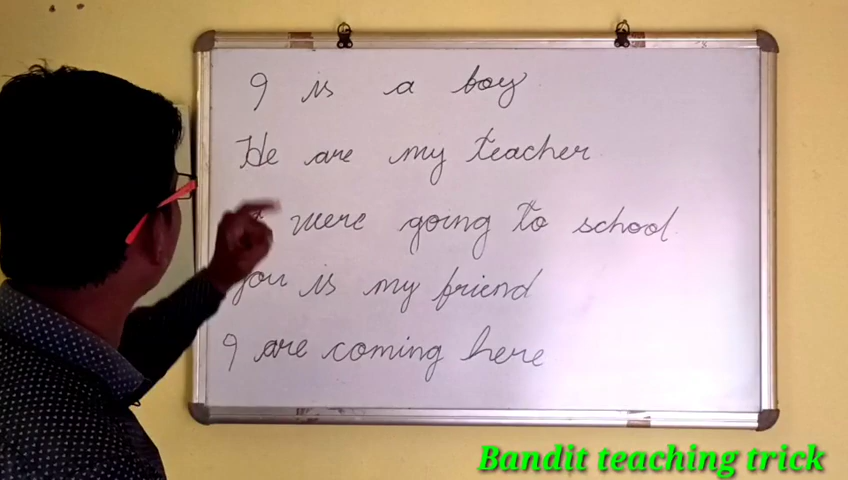 I is a boy
He are my teacher
were going to school
you is my friend
I are coming here
Bandit teaching trick